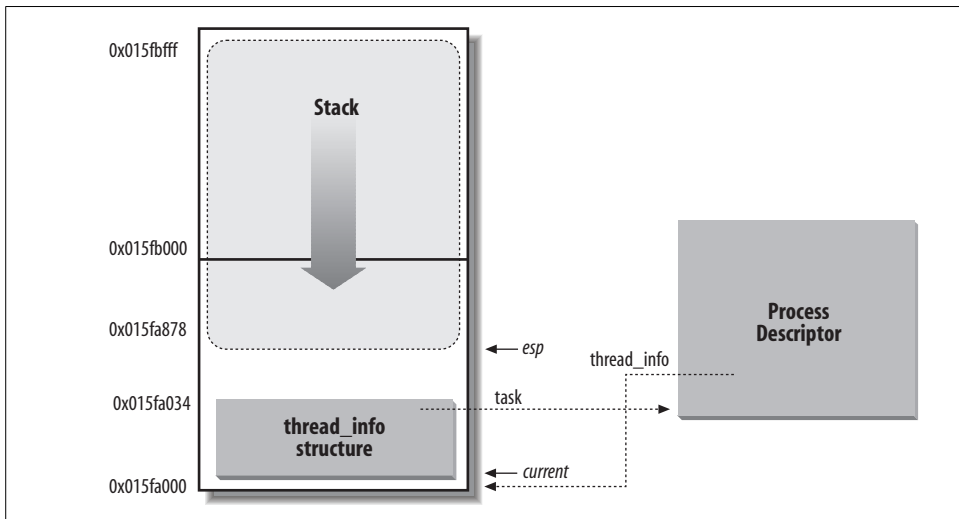 0x015fbfff
Stack
0x015fb000
0x015fa878
esp
Process
Descriptor
thread_info
task
0x015fa034
thread_info
structure
current
0x015fa000